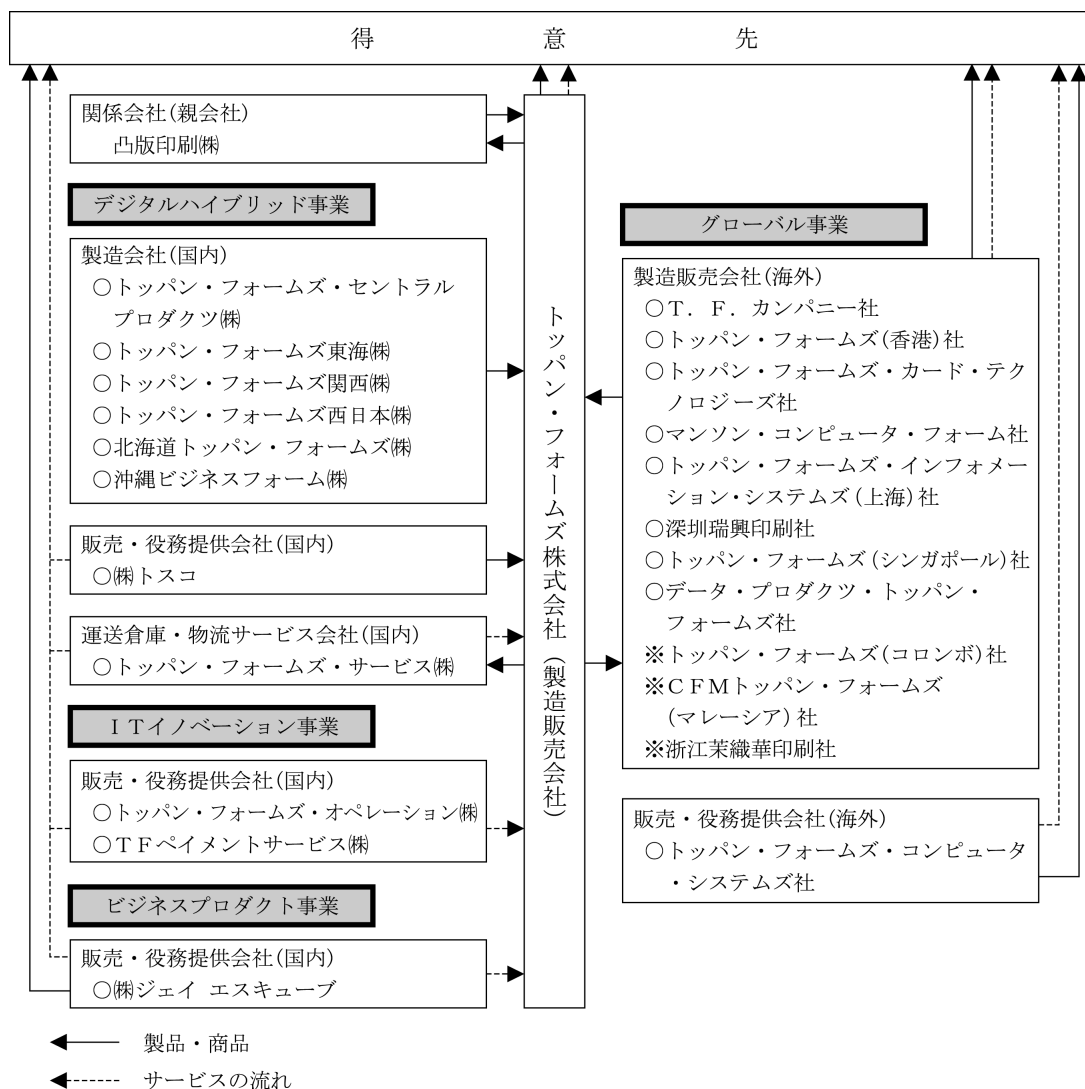 得意先
関係会社(親会社)
凸版印刷㈱
デジタルハイブリッド事業
製造会社(国内)
○トッパン・フォームズ・セントラル
プロダクツ㈱
○トッパン・フォームズ東海㈱
○トッパン・フォームズ関西㈱
○トッパン・フォームズ西日本㈱
○北海道トッパン・フォームズ㈱
○沖縄ビジネスフォーム㈱
販売・役務提供会社(国内)
○㈱トスコ
運送倉庫・物流サービス会社(国内)
○トッパン・フォームズ・サービス㈱
ITイノベーション事業
販売・役務提供会社(国内)
○トッパン・フォームズ・オペレーション㈱
○TFペイメントサービス㈱
ビジネスプロダクト事業
販売・役務提供会社(国内)
○㈱ジェイ エスキューブ
トッパン・フォームズ株式会社(製造販売会社)
グローバル事業
製造販売会社(海外)
○T.F.カンパニー社
○トッパン・フォームズ(香港)社
○トッパン・フォームズ・カード・テク
ノロジーズ社
○マンソン・コンピュータ・フォーム社
○トッパン・フォームズ・インフォメー
ション・システムズ(上海)社
○深圳瑞興印刷社
○トッパン・フォームズ(シンガポール)社
○データ・プロダクツ・トッパン・
フォームズ社
※トッパン・フォームズ(コロンボ)社
※CFMトッパン・フォームズ
(マレーシア)社
※浙江茉織華印刷社
販売・役務提供会社(海外)
○トッパン・フォームズ・コンピュータ
・システムズ社
製品・商品
サービスの流れ